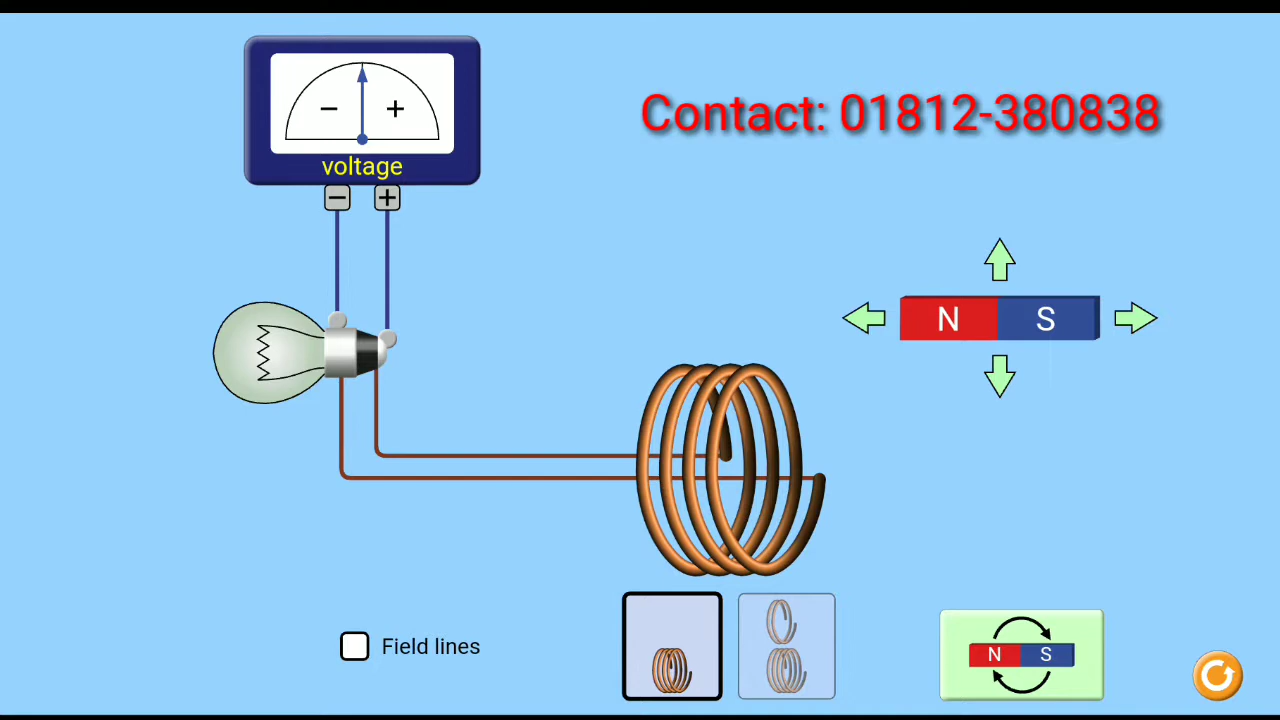 Contact: 01812-380838
− +
voltage
− +
N S
Field lines
N S